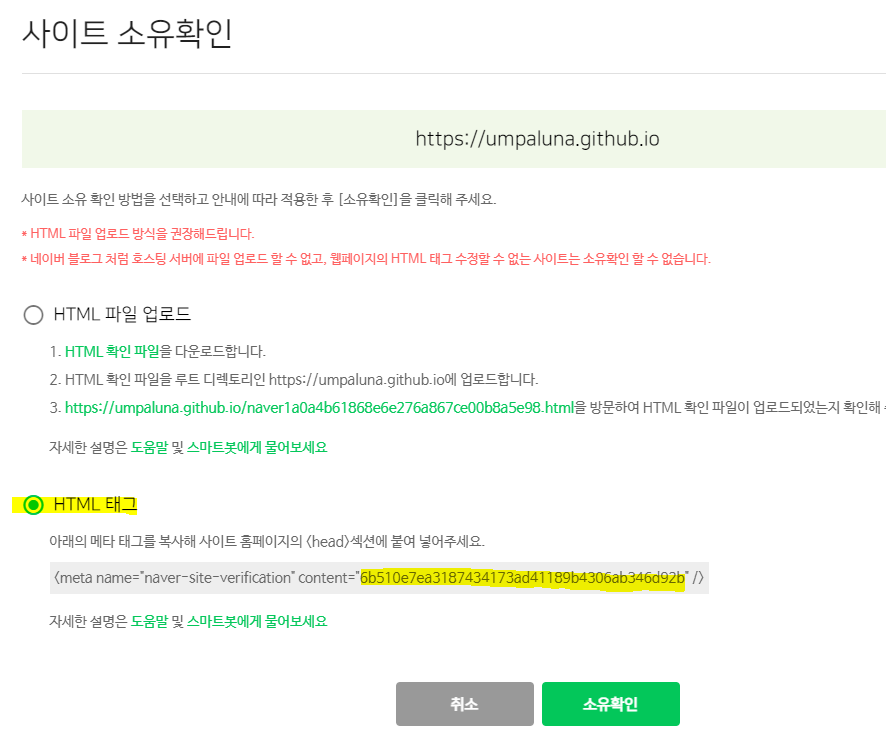 사이트 소유확인
https://umpaluna.github.io
사이트 소유 확인 방법을 선택하고 안내에 따라 적용한 후 [소유확인]을 클릭해 주세요.
* HTML 파일 업로드 방식을 권장해드립니다.
* 네이버 블로그 처럼 호스팅 서버에 파일 업로드 할 수 없고, 웹페이지의 HTML 태그 수정할 수 없는 사이트는 소유확인 할 수 없습니다.
HTML 파일 업로드
1. HTML 확인 파일을 다운로드합니다.
2. HTML 확인 파일을 루트 디렉토리인 https://umpaluna.github.io에 업로드합니다.
3. https://umpaluna.github.io/naver1a0a4b61868e6e276a867ce00b8a5e98.html을 방문하여 HTML 확인 파일이 업로드되었는지 확인해
자세한 설명은 도움말 및 스마트봇에게 물어보세요
HTML 태그
아래의 메타 태그를 복사해 사이트 홈페이지의 <head>섹션에 붙여 넣어주세요.
<meta name="naver-site-verification" content="6b510e7ea3187434173ad41189b4306ab346d92b" />
자세한 설명은 도움말 및 스마트봇에게 물어보세요
취소
소유확인